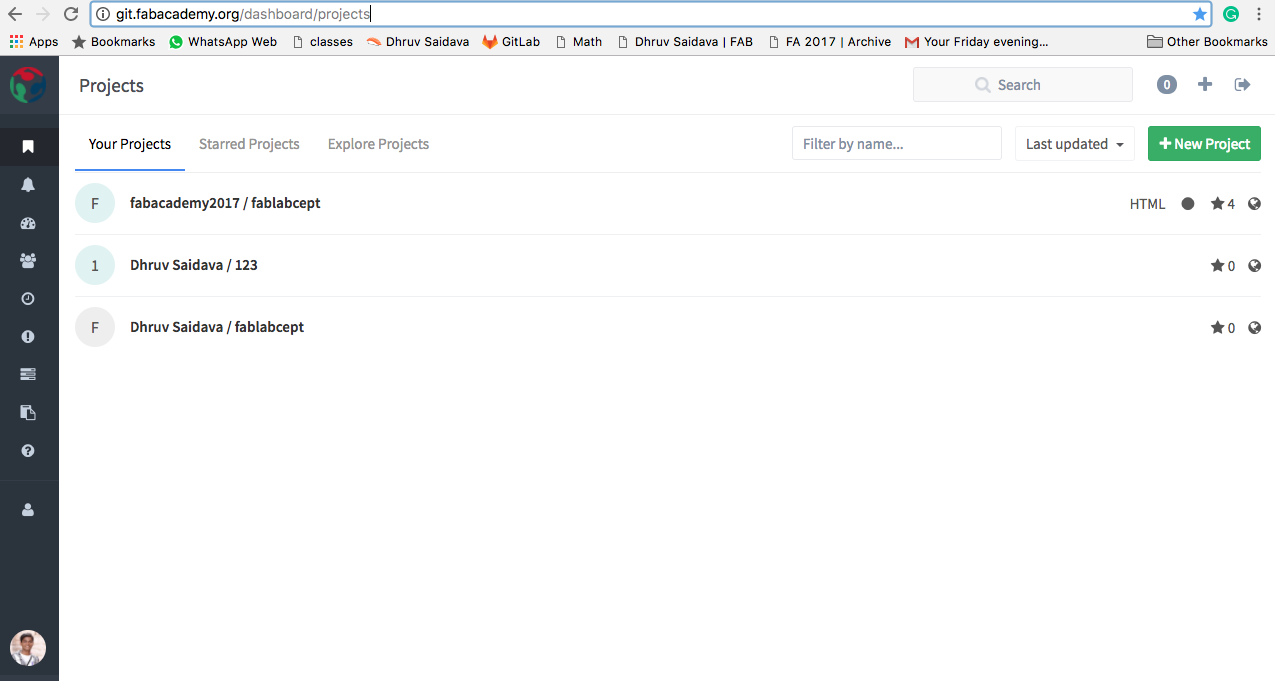 git.fabacademy.org/dashboard/projects
Apps Bookmarks WhatsApp Web classes Dhruv Saidava GitLab Math Dhruv Saidava | FAB FA 2017 | Archive Your Friday evening... Other Bookmarks
Projects Search 0
Your Projects Starred Projects Explore Projects Filter by name... Last updated New Project
F fabacademy2017 / fablabcept HTML 4
1 Dhruv Saidava / 123 0
F Dhruv Saidava / fablabcept 0